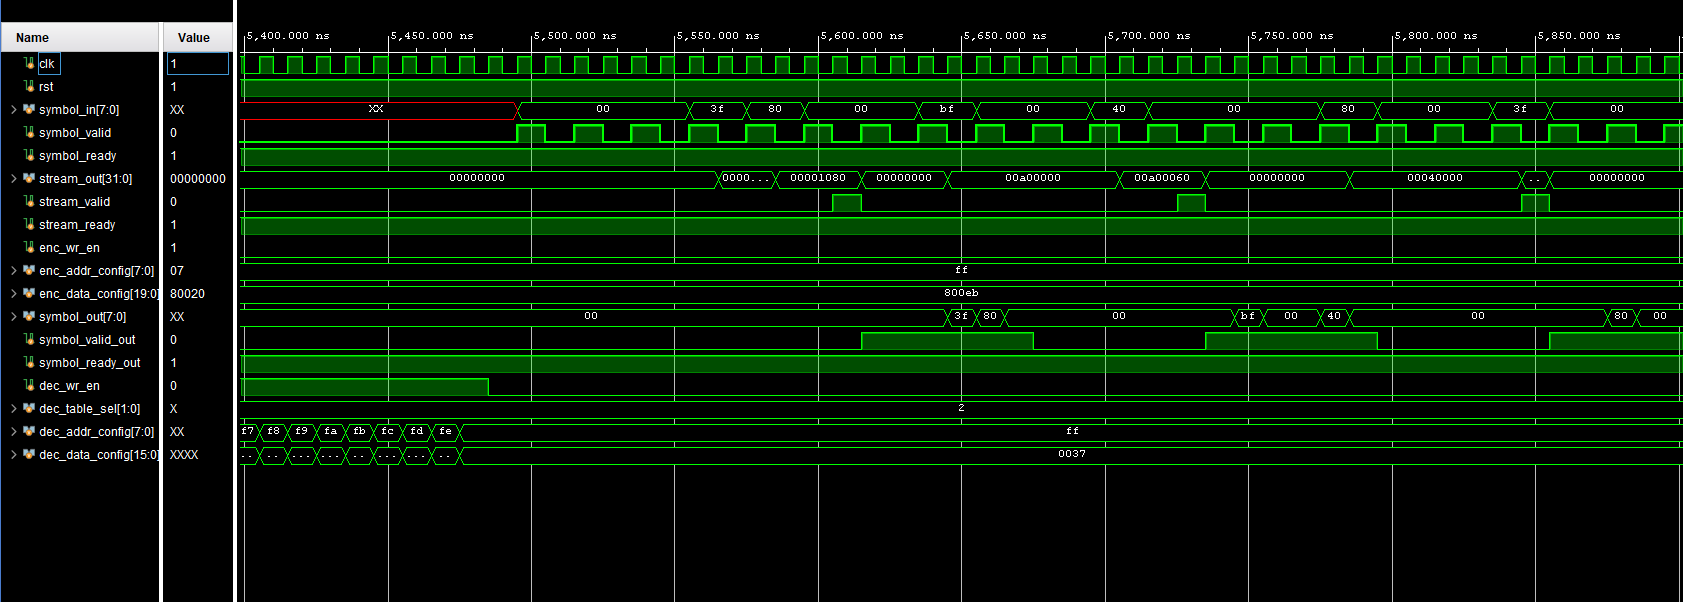 Name Value
5,400.000 ns 5,450.000 ns 5,500.000 ns 5,550.000 ns 5,600.000 ns 5,650.000 ns 5,700.000 ns 5,750.000 ns 5,800.000 ns 5,850.000 ns
clk 1
rst 1
symbol_in[7:0] XX XX 00 3f 80 00 bf 00 40 00 80 00 3f 00
symbol_valid 0
symbol_ready 1
stream_out[31:0] 00000000 00000000 0000... 00001080 00000000 00a00000 00a00060 00000000 00040000 .. 00000000
stream_valid 0
stream_ready 1
enc_wr_en 1
enc_addr_config[7:0] 07 ff
enc_data_config[19:0] 80020 800eb
symbol_out[7:0] XX 00 3f 80 00 bf 00 40 00 80 00
symbol_valid_out 0
symbol_ready_out 1
dec_wr_en 0
dec_table_sel[1:0] X 2
dec_addr_config[7:0] XX f7 f8 f9 fa fb fc fd fe ff
dec_data_config[15:0] XXXX .. .. ... ... .. ... ... .. 0037